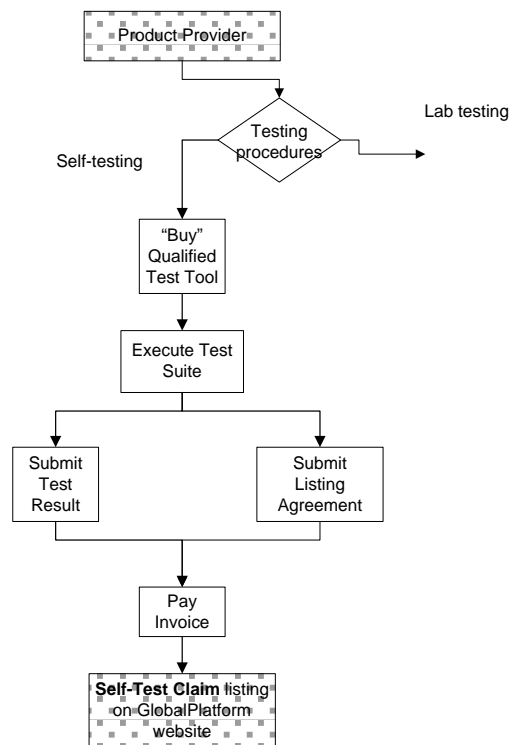 Product Provider
Testing
procedures
Lab testing
Self-testing
“Buy”
Qualified
Test Tool
Execute Test
Suite
Submit
Test
Result
Submit
Listing
Agreement
Pay
Invoice
Self-Test Claim listing
on GlobalPlatform
website